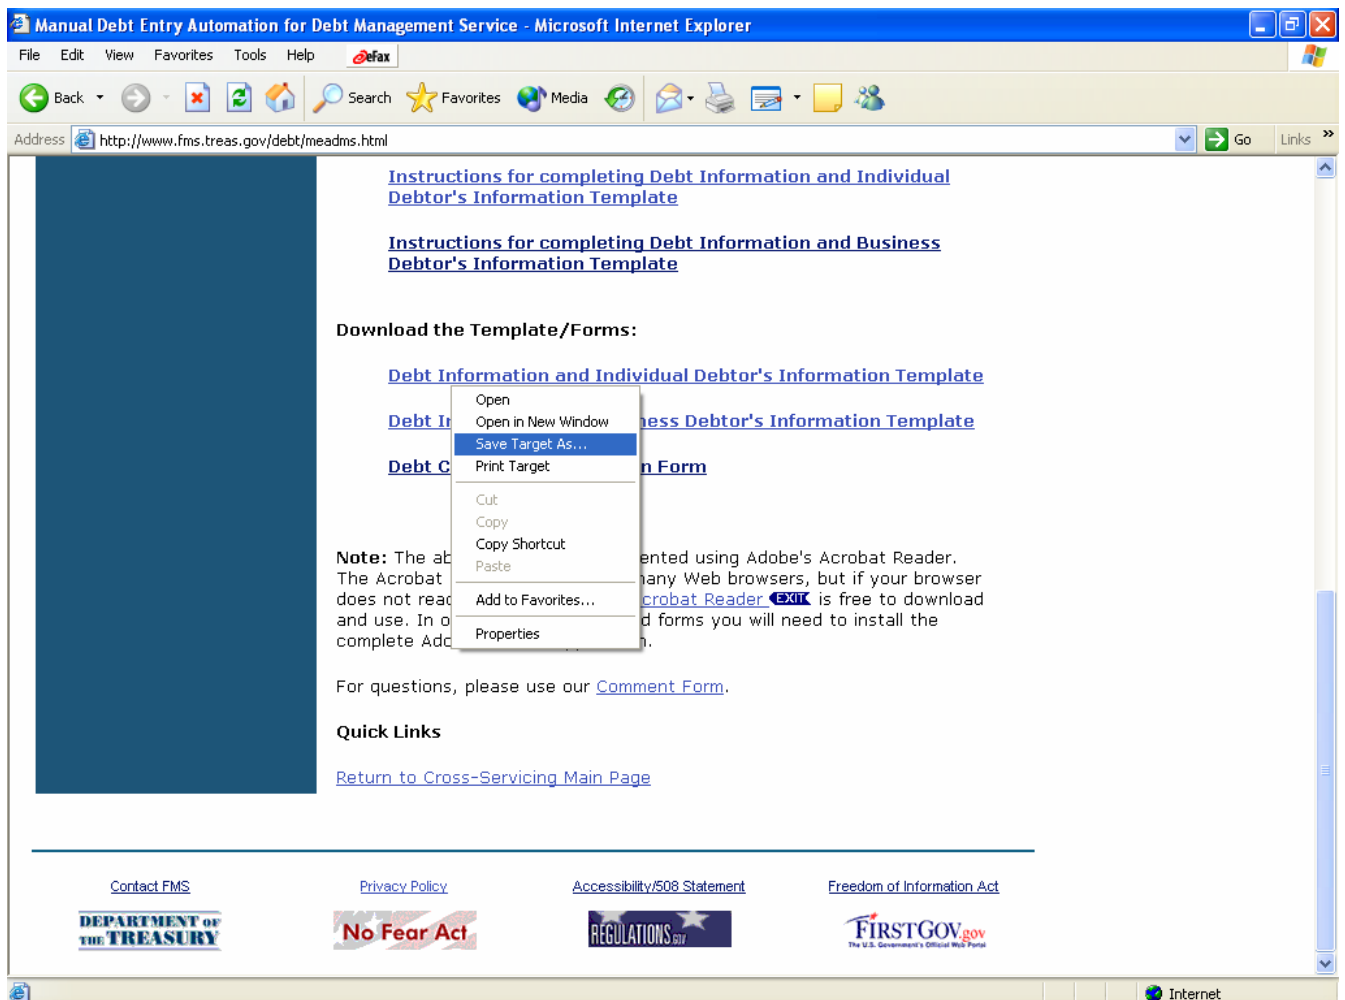 Manual Debt Entry Automation for Debt Management Service - Microsoft Internet Explorer
File Edit View Favorites Tools Help eFax
Back Search Favorites Media
Address http://www.fms.treas.gov/debt/meadms.html Go Links »
Instructions for completing Debt Information and Individual
Debtor's Information Template
Instructions for completing Debt Information and Business
Debtor's Information Template
Download the Template/Forms:
Debt Information and Individual Debtor's Information Template
Open
Debt I Open in New Window ness Debtor's Information Template
Save Target As...
Debt C Print Target n Form
Cut
Copy
Copy Shortcut
Note: The ab ented using Adobe's Acrobat Reader.
Paste
The Acrobat any Web browsers, but if your browser
does not reac Add to Favorites... crobat Reader EXIT is free to download
and use. In o d forms you will need to install the
Properties
complete Ado
For questions, please use our Comment Form.
Quick Links
Return to Cross-Servicing Main Page
Contact FMS Privacy Policy Accessibility/508 Statement Freedom of Information Act
DEPARTMENT OF
THE TREASURY
No Fear Act
REGULATIONS.gov
FIRSTGOV.gov
The U.S. Government's Official Web Portal
Internet